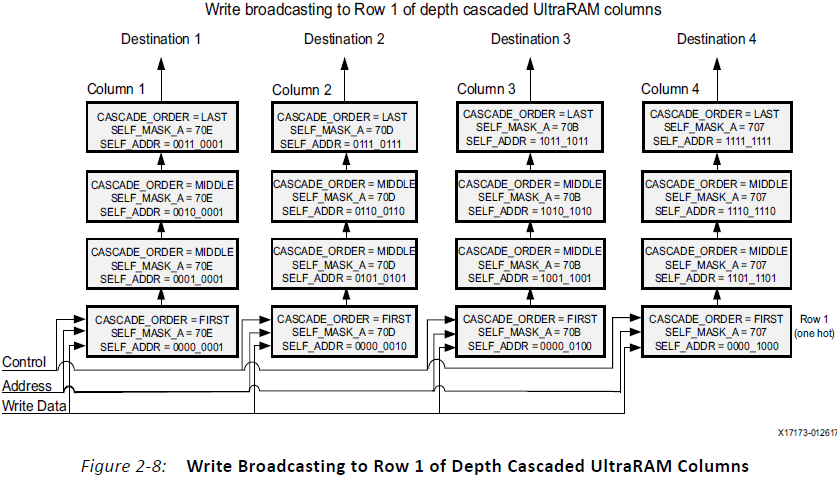 Write broadcasting to Row 1 of depth cascaded UltraRAM columns
Destination 1
Destination 2
Destination 3
Destination 4
Column 1
Column 2
Column 3
Column 4
CASCADE_ORDER = LAST
SELF_MASK_A = 70E
SELF_ADDR = 0011_0001
CASCADE_ORDER = LAST
SELF_MASK_A = 70D
SELF_ADDR = 0111_0111
CASCADE_ORDER = LAST
SELF_MASK_A = 70B
SELF_ADDR = 1011_1011
CASCADE_ORDER = LAST
SELF_MASK_A = 707
SELF_ADDR = 1111_1111
CASCADE_ORDER = MIDDLE
SELF_MASK_A = 70E
SELF_ADDR = 0010_0001
CASCADE_ORDER = MIDDLE
SELF_MASK_A = 70D
SELF_ADDR = 0110_0110
CASCADE_ORDER = MIDDLE
SELF_MASK_A = 70B
SELF_ADDR = 1010_1010
CASCADE_ORDER = MIDDLE
SELF_MASK_A = 707
SELF_ADDR = 1110_1110
CASCADE_ORDER = MIDDLE
SELF_MASK_A = 70E
SELF_ADDR = 0001_0001
CASCADE_ORDER = MIDDLE
SELF_MASK_A = 70D
SELF_ADDR = 0101_0101
CASCADE_ORDER = MIDDLE
SELF_MASK_A = 70B
SELF_ADDR = 1001_1001
CASCADE_ORDER = MIDDLE
SELF_MASK_A = 707
SELF_ADDR = 1101_1101
CASCADE_ORDER = FIRST
SELF_MASK_A = 70E
SELF_ADDR = 0000_0001
CASCADE_ORDER = FIRST
SELF_MASK_A = 70D
SELF_ADDR = 0000_0010
CASCADE_ORDER = FIRST
SELF_MASK_A = 70B
SELF_ADDR = 0000_0100
CASCADE_ORDER = FIRST
SELF_MASK_A = 707
SELF_ADDR = 0000_1000
Row 1
(one hot)
Control
Address
Write Data
X17173-012617
Figure 2-8: Write Broadcasting to Row 1 of Depth Cascaded UltraRAM Columns